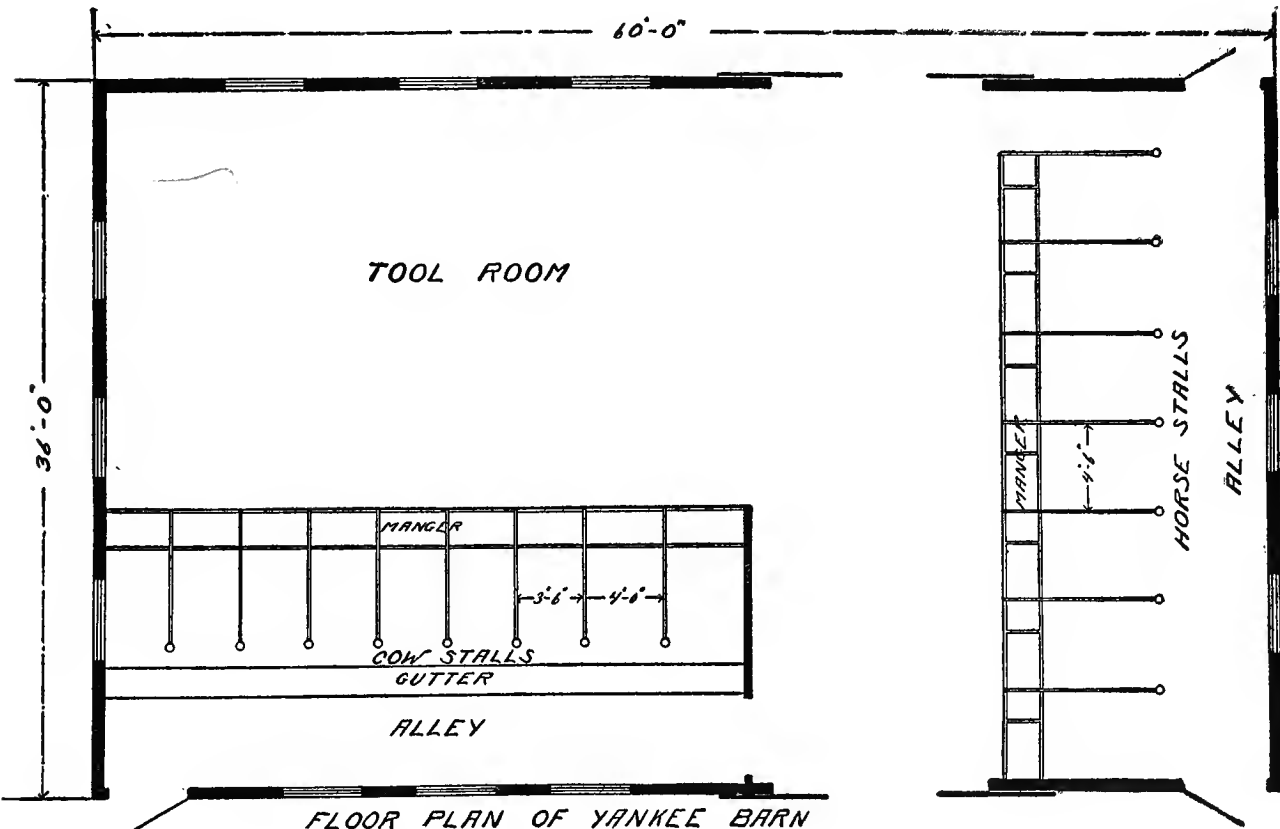 60'-0"
36'-0"
TOOL ROOM
MANGER
3'-6"
4'-6"
COW STALLS
GUTTER
ALLEY
MANGER
4'-6"
HORSE STALLS
ALLEY
FLOOR PLAN OF YANKEE BARN